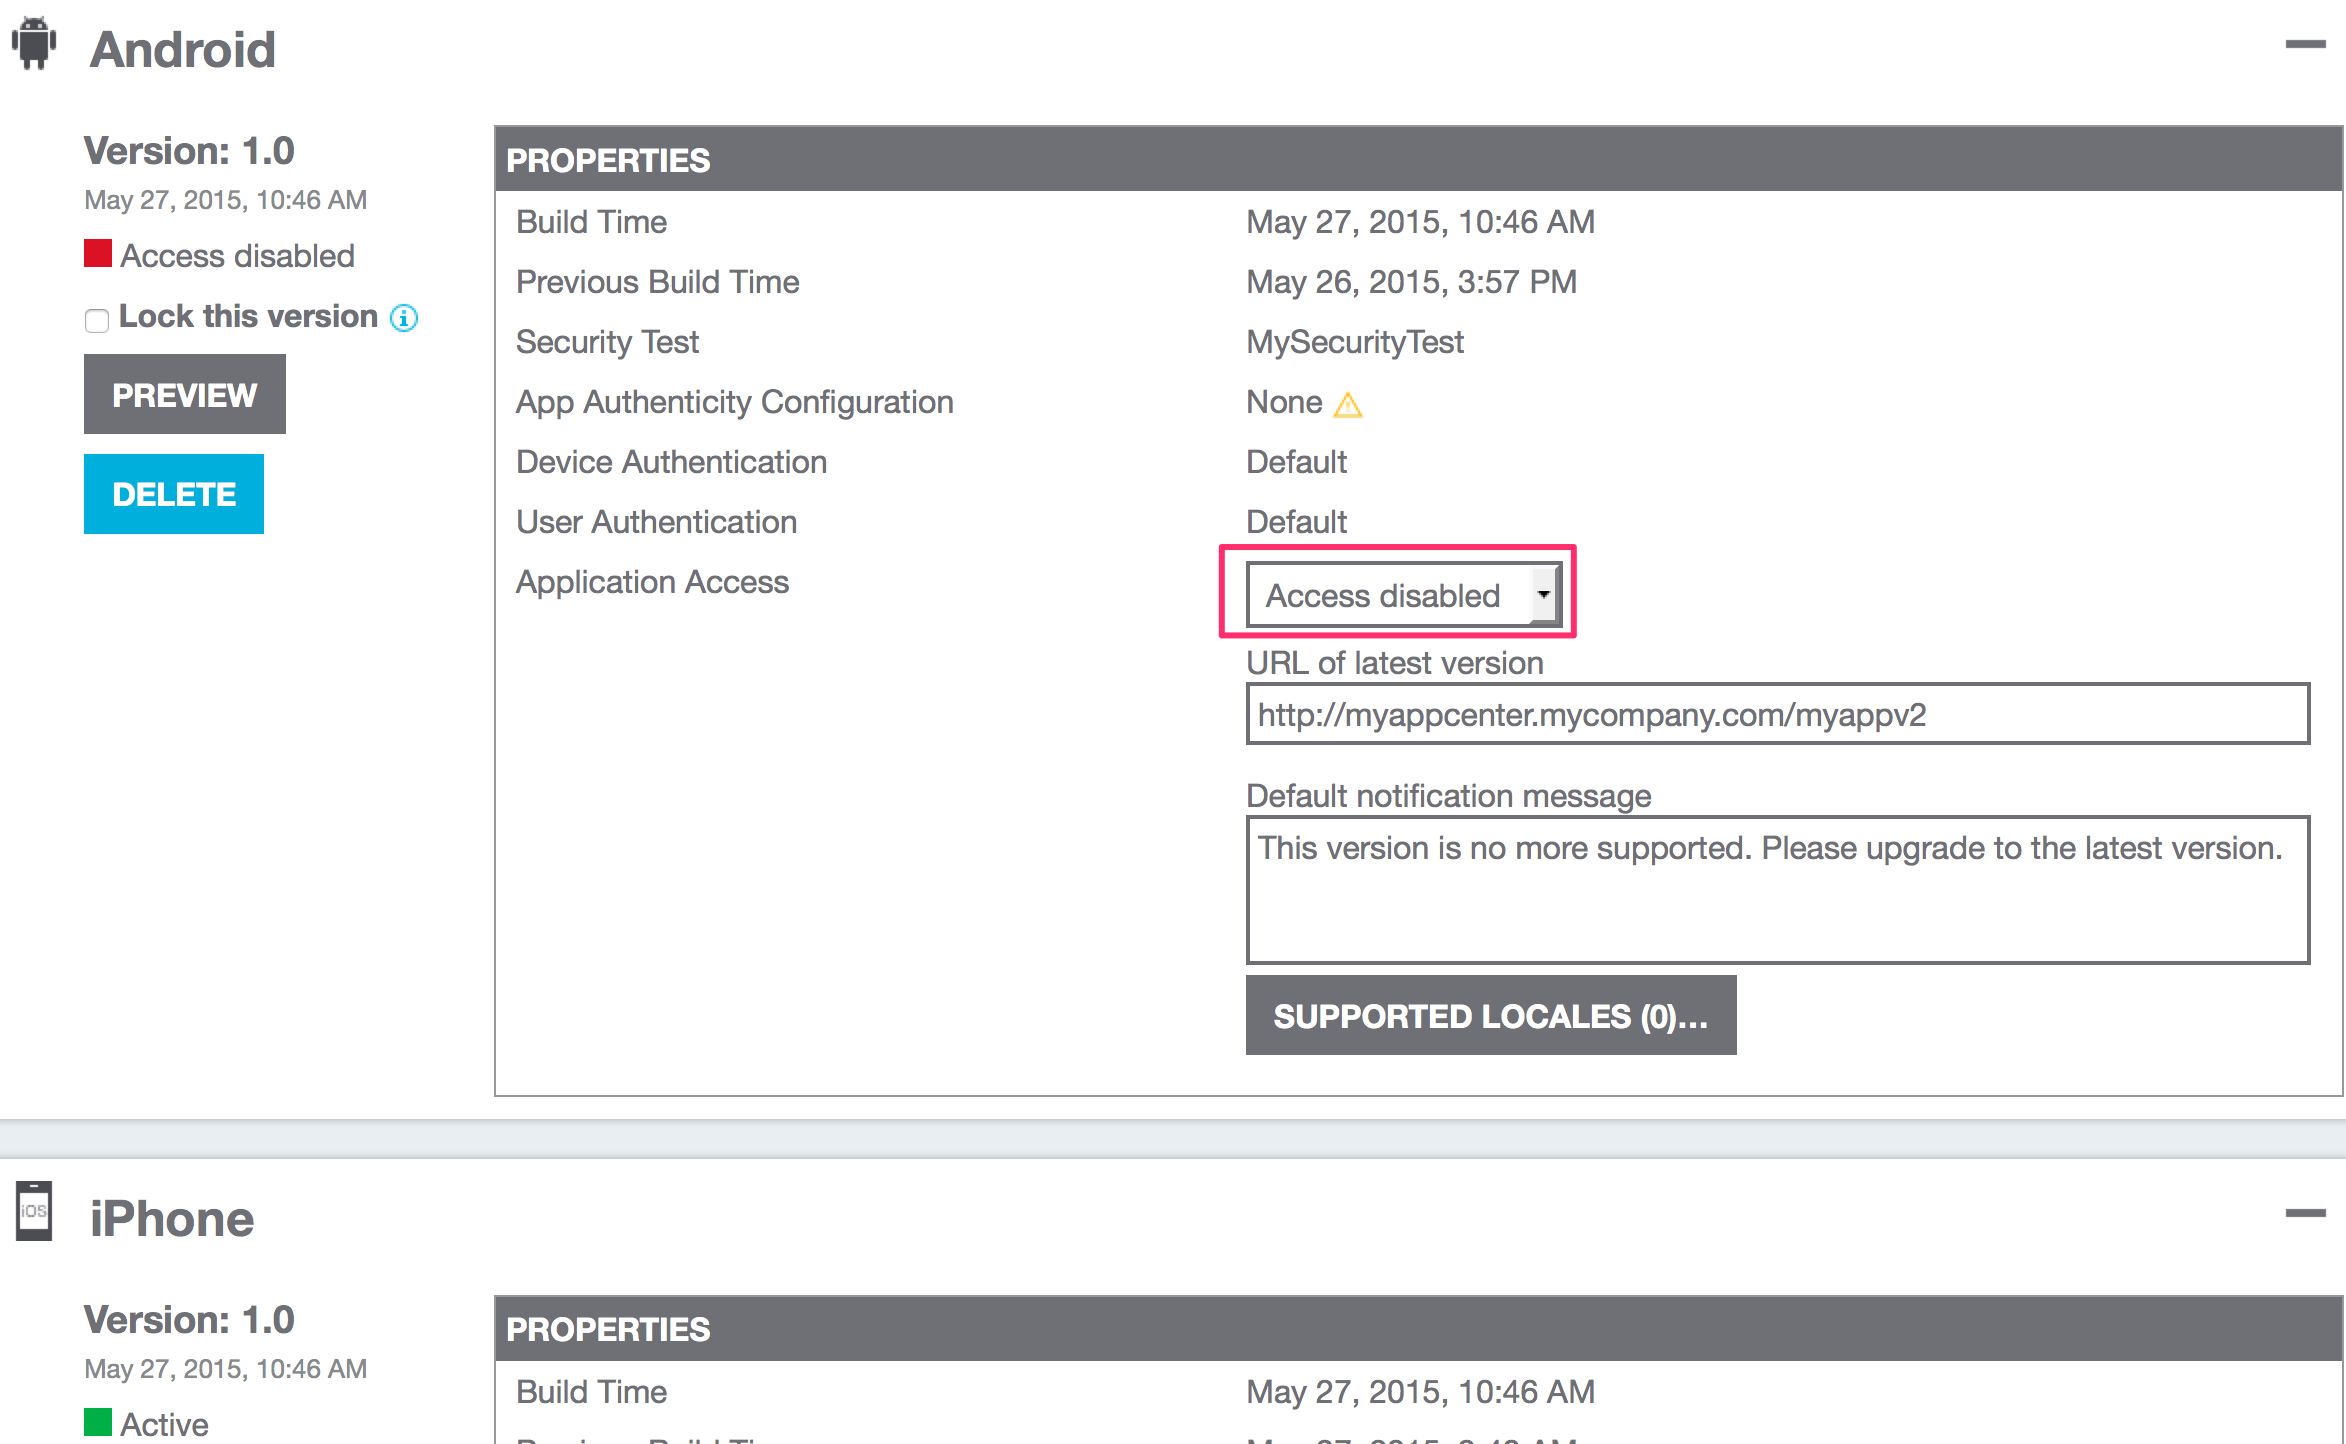 Android
Version: 1.0
May 27, 2015, 10:46 AM
Access disabled
Lock this version
PREVIEW
DELETE
PROPERTIES
Build Time May 27, 2015, 10:46 AM
Previous Build Time May 26, 2015, 3:57 PM
Security Test MySecurityTest
App Authenticity Configuration None
Device Authentication Default
User Authentication Default
Application Access Access disabled
URL of latest version
http://myappcenter.mycompany.com/myappv2
Default notification message
This version is no more supported. Please upgrade to the latest version.
SUPPORTED LOCALES (0)...
iOS
iPhone
Version: 1.0
May 27, 2015, 10:46 AM
Active
PROPERTIES
Build Time May 27, 2015, 10:46 AM